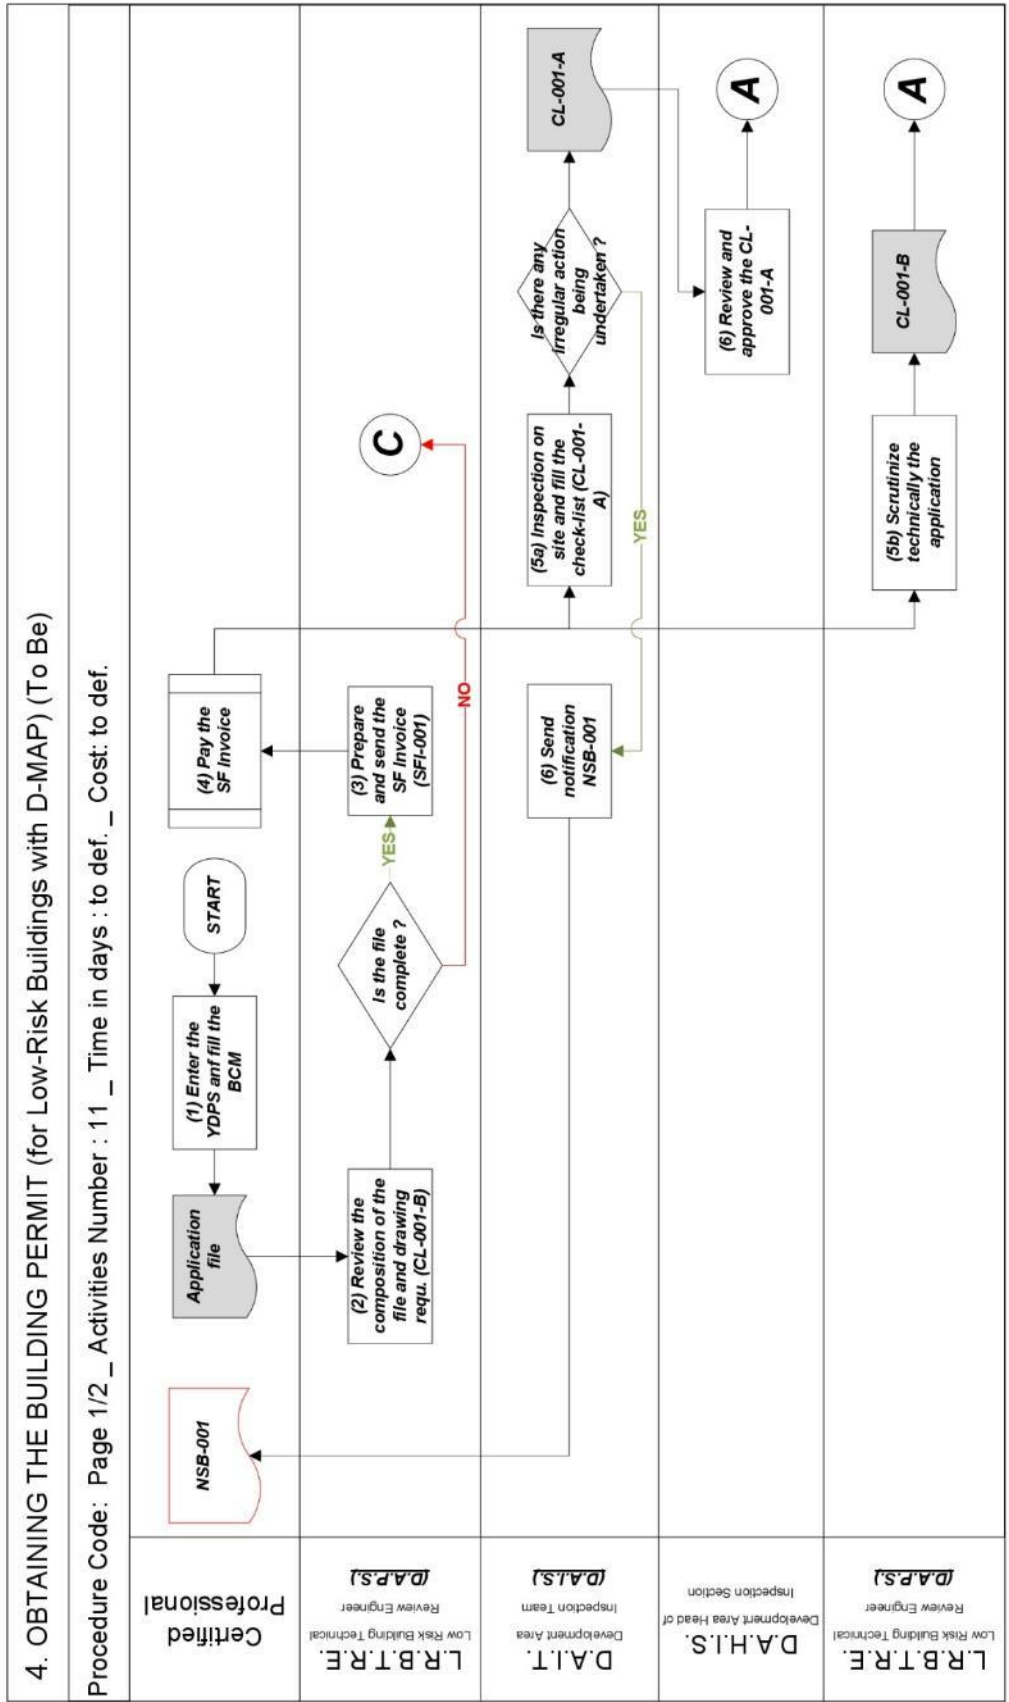 4. OBTAINING THE BUILDING PERMIT (for Low-Risk Buildings with D-MAP) (To Be)
Procedure Code: Page 1/2 _ Activities Number : 11 _ Time in days : to def. _ Cost: to def.
Certified
Professional
NSB-001
Application
file
(1) Enter the
YDPS anf fill the
BCM
START
(4) Pay the
SF Invoice
L.R.B.T.R.E.
Low Risk Building Technical
Review Engineer
(D.A.P.S.)
(2) Review the
composition of the
file and drawing
requ. (CL-001-B)
Is the file
complete ?
YES
NO
(3) Prepare
and send the
SF Invoice
(SFI-001)
C
D.A.I.T.
Development Area
Inspection Team
(D.A.I.S.)
(6) Send
notification
NSB-001
(5a) Inspection on
site and fill the
check-list (CL-001-
A)
YES
Is there any
irregular action
being
undertaken ?
CL-001-A
D.A.H.I.S.
Development Area Head of
Inspection Section
(6) Review and
approve the CL-
001-A
A
L.R.B.T.R.E.
Low Risk Building Technical
Review Engineer
(D.A.P.S.)
(5b) Scrutinize
technically the
application
CL-001-B
A